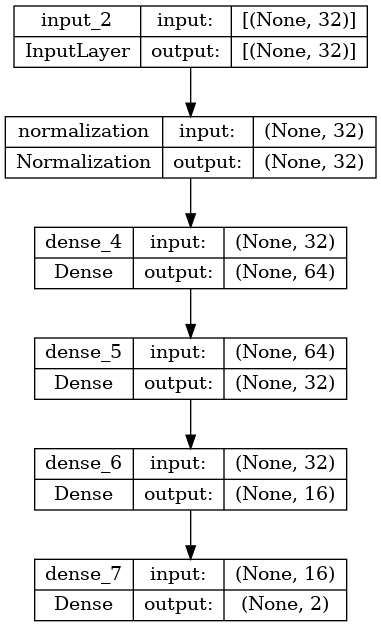 input_2 input: [(None, 32)]
InputLayer output: [(None, 32)]
normalization input: (None, 32)
Normalization output: (None, 32)
dense_4 input: (None, 32)
Dense output: (None, 64)
dense_5 input: (None, 64)
Dense output: (None, 32)
dense_6 input: (None, 32)
Dense output: (None, 16)
dense_7 input: (None, 16)
Dense output: (None, 2)